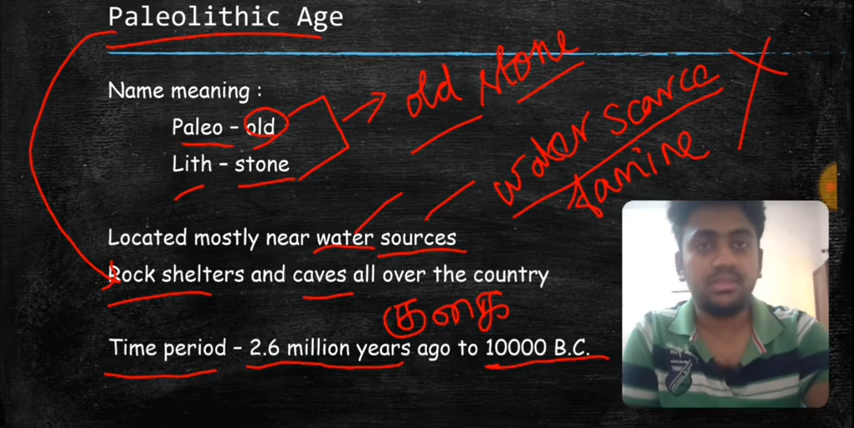 Paleolithic Age
Name meaning :
Paleo – old
Lith – stone
old stone
water scarce
famine
Located mostly near water sources
Rock shelters and caves all over the country
குகை
Time period – 2.6 million years ago to 10000 B.C.